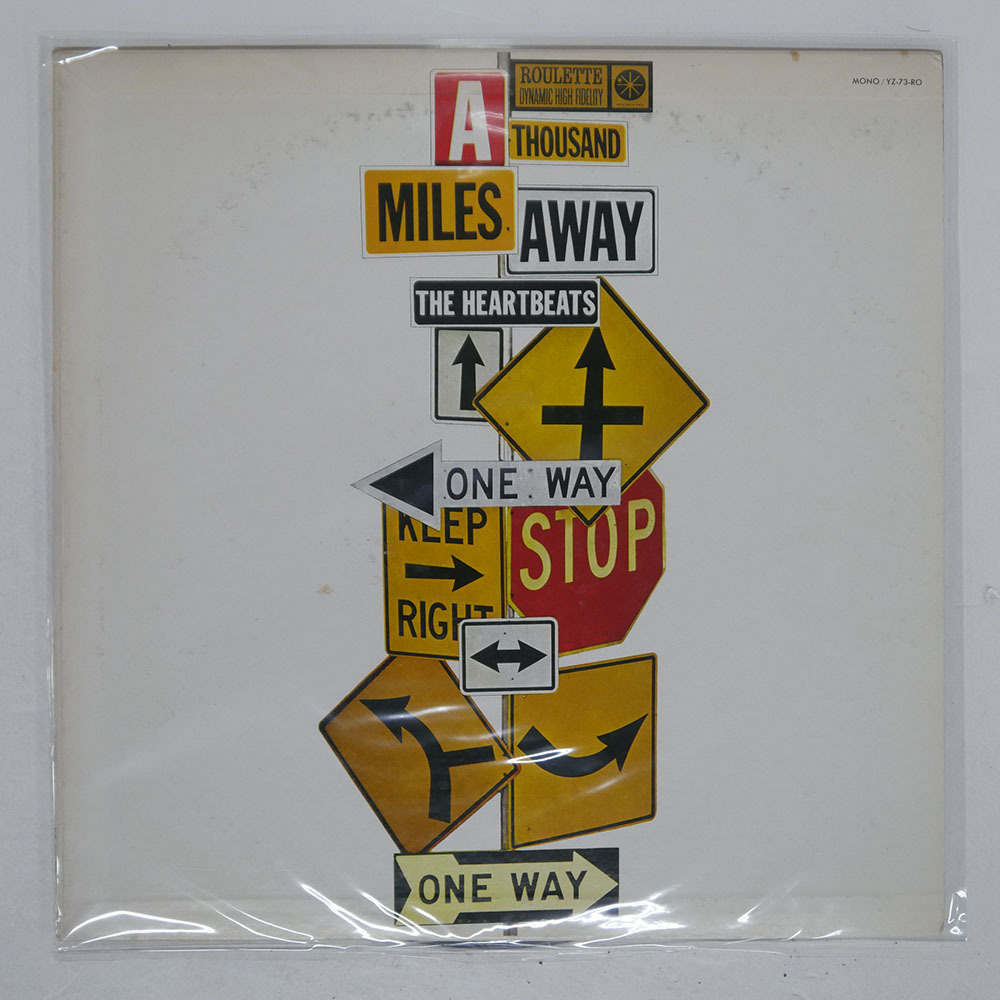 ROULETTE
DYNAMIC HIGH FIDELITY
MONO / YZ-73-RO
A
THOUSAND
MILES
AWAY
THE HEARTBEATS
ONE WAY
KEEP
RIGHT
STOP
ONE WAY